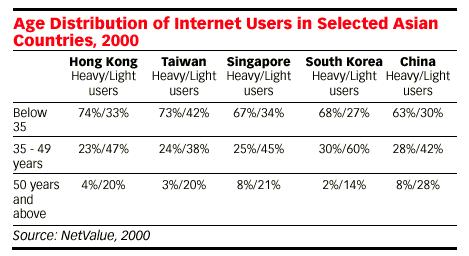 Age Distribution of Internet Users in Selected Asian
Countries, 2000
Hong Kong Taiwan Singapore South Korea China
Heavy/Light Heavy/Light Heavy/Light Heavy/Light Heavy/Light
users users users users users
Below 74%/33% 73%/42% 67%/34% 68%/27% 63%/30%
35
35 - 49 23%/47% 24%/38% 25%/45% 30%/60% 28%/42%
years
50 years 4%/20% 3%/20% 8%/21% 2%/14% 8%/28%
and
above
Source: NetValue, 2000